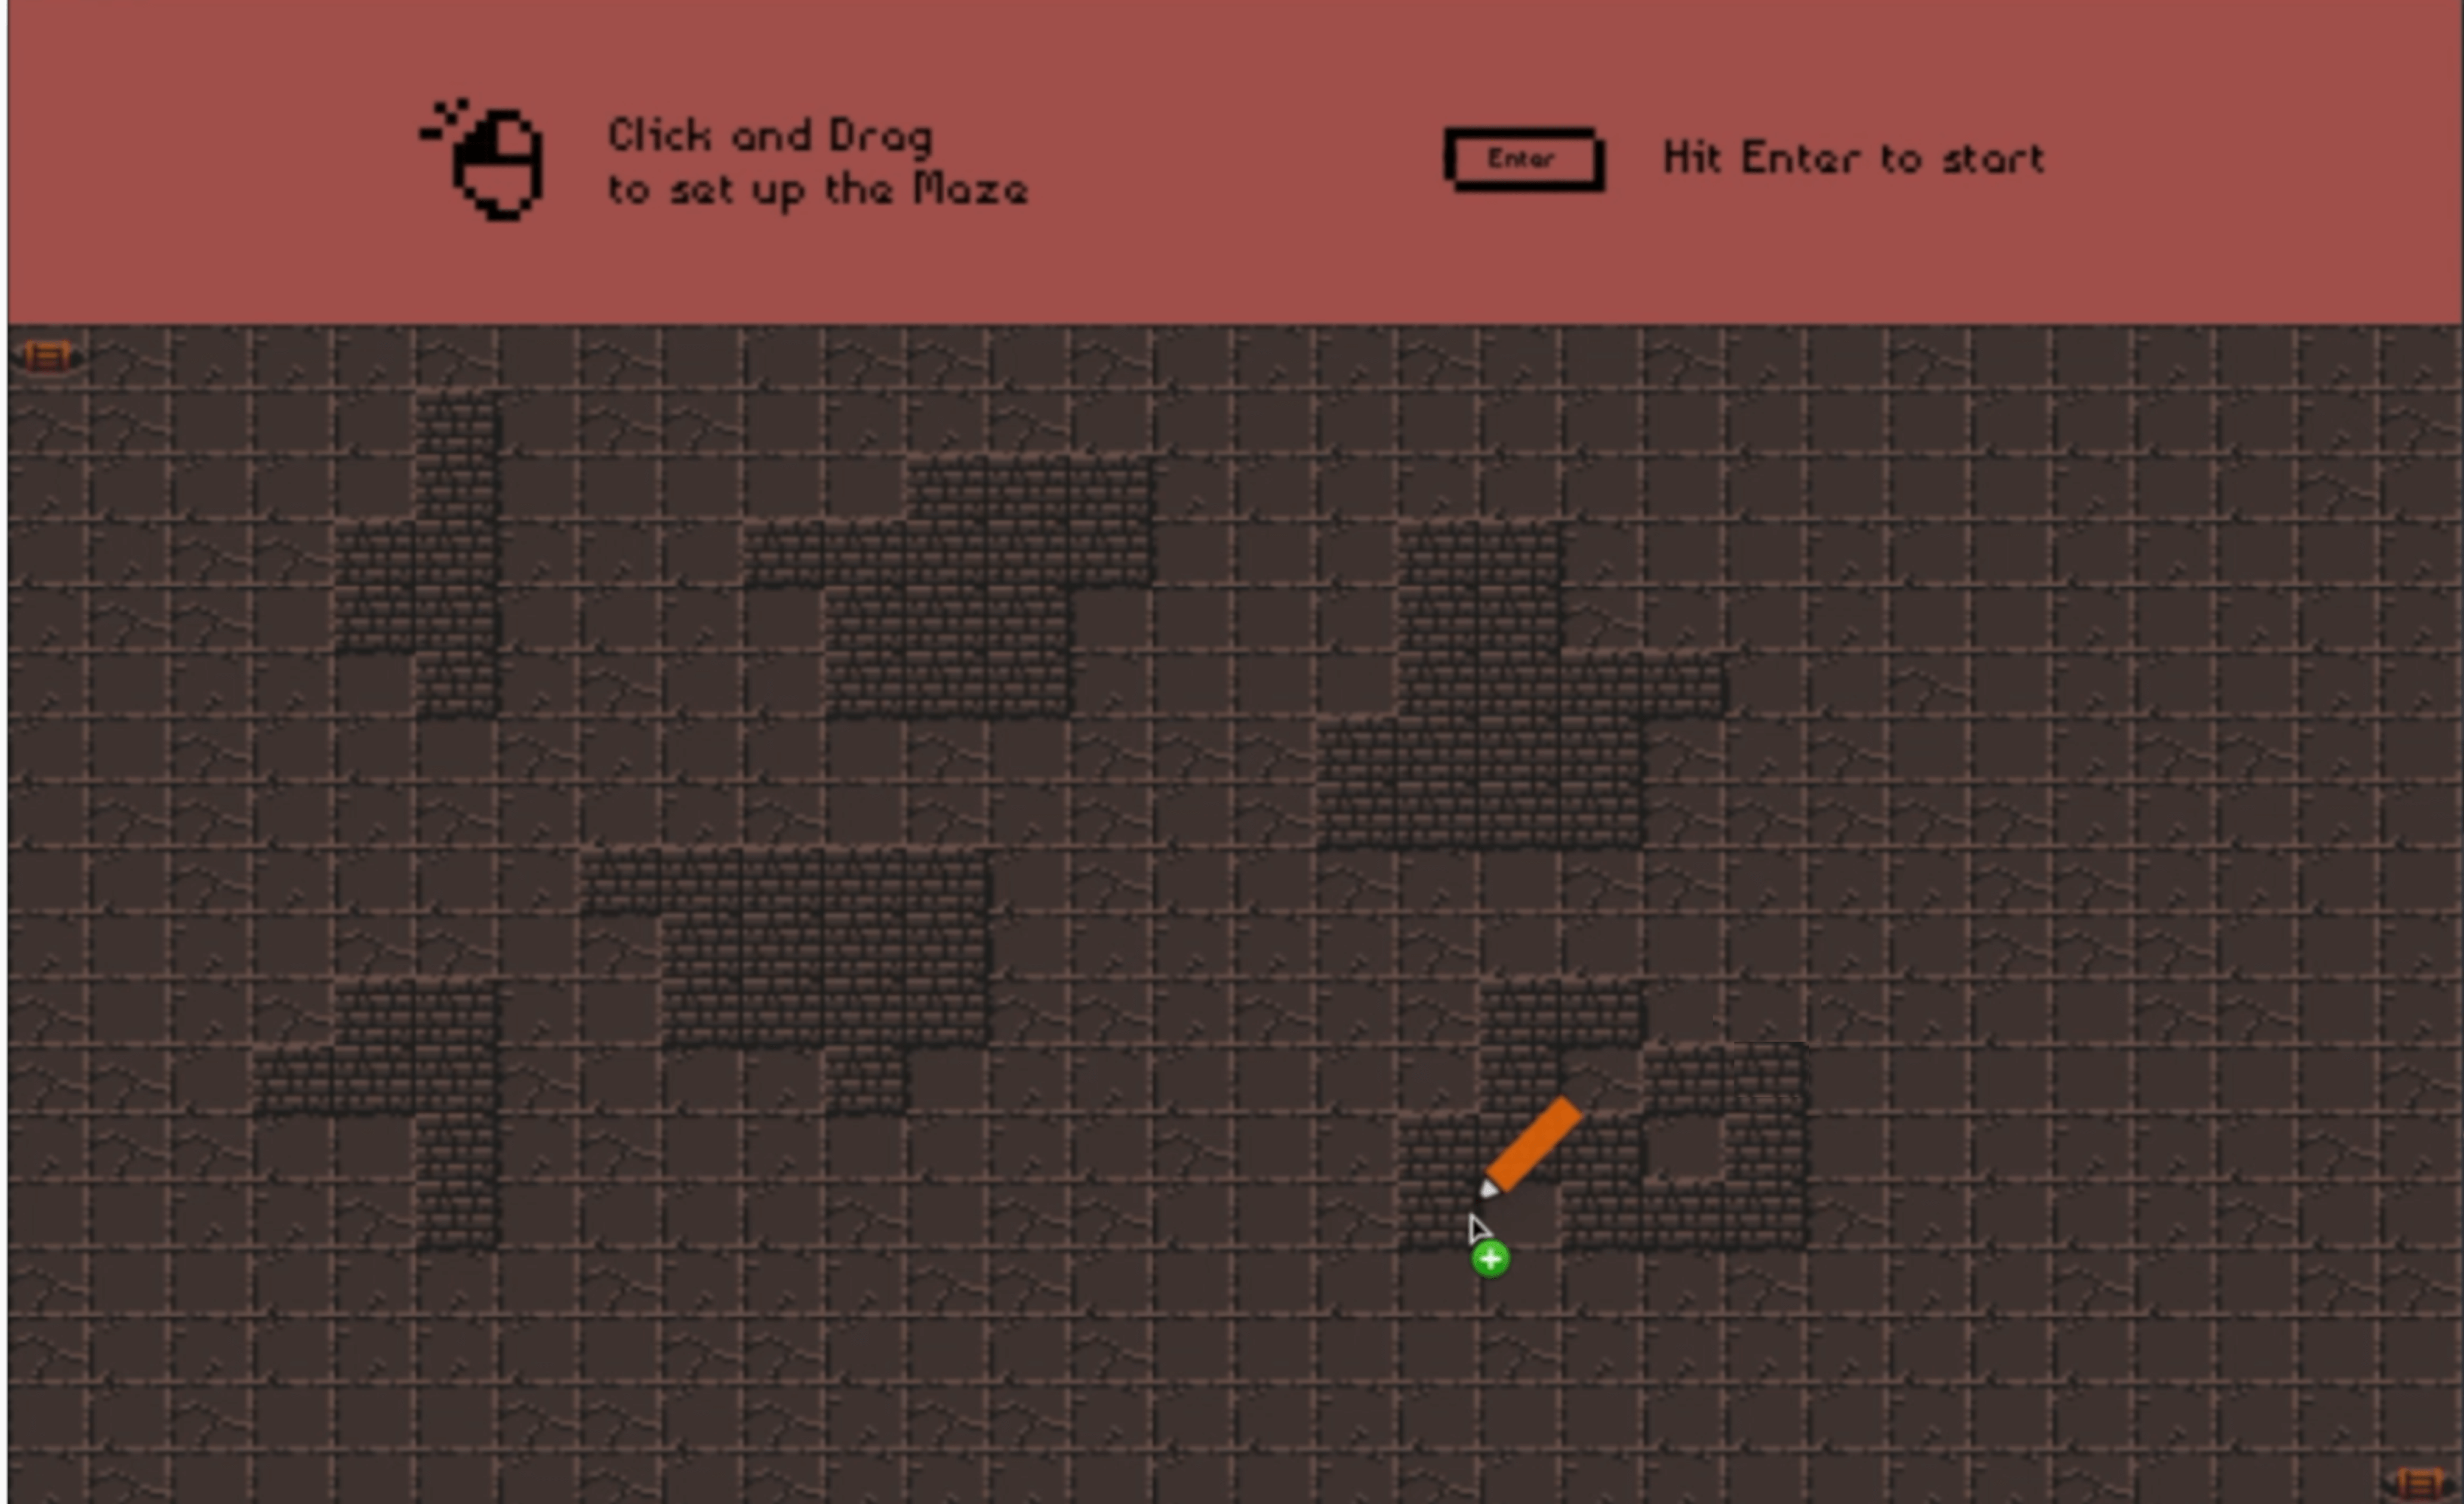 Click and Drag
to set up the Maze
Enter
Hit Enter to start